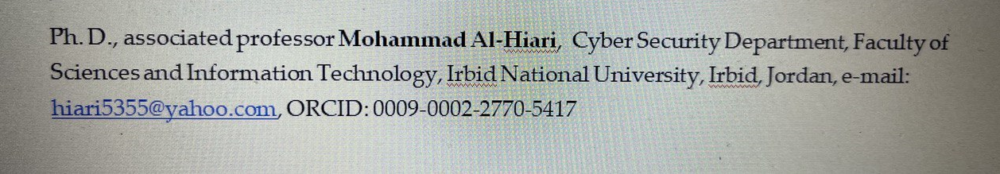 Ph. D., associated professor Mohammad Al-Hiari, Cyber Security Department, Faculty of
Sciences and Information Technology, Irbid National University, Irbid, Jordan, e-mail:
hiari5355@yahoo.com, ORCID: 0009-0002-2770-5417